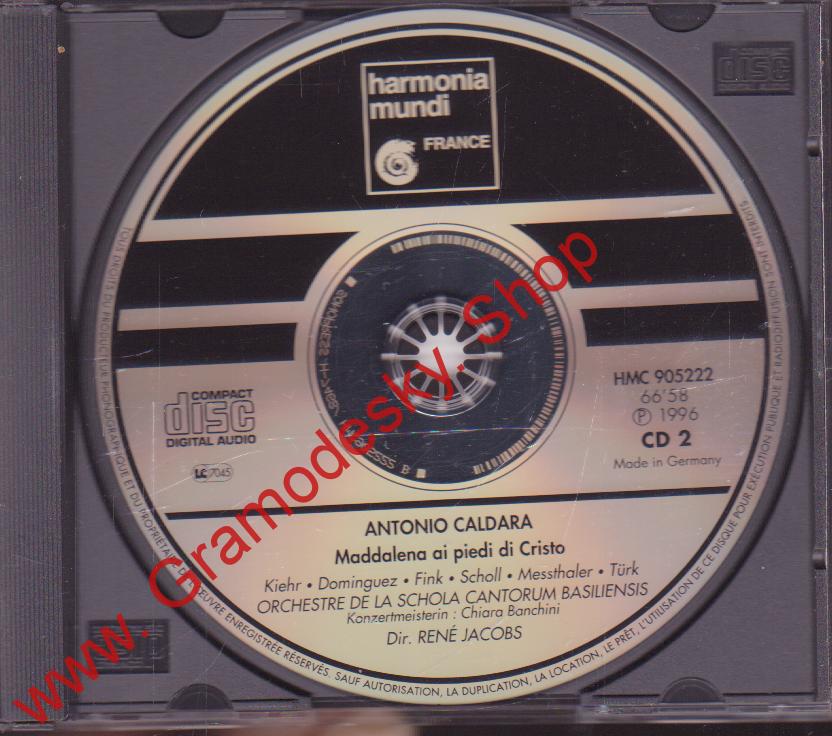 harmonia
mundi
FRANCE
COMPACT
disc
DIGITAL AUDIO
LC 7045
HMC 905222
66'58
Ⓟ 1996
CD 2
Made in Germany
ANTONIO CALDARA
Maddalena ai piedi di Cristo
Kiehr • Dominguez • Fink • Scholl • Messthaler • Türk
ORCHESTRE DE LA SCHOLA CANTORUM BASILIENSIS
Konzertmeisterin : Chiara Banchini
Dir. RENÉ JACOBS
TOUS DROITS DU PRODUCTEUR PHONOGRAPHIQUE ET DU PROPRIÉTAIRE DE L'ŒUVRE ENREGISTRÉE RÉSERVÉS. SAUF AUTORISATION, LA DUPLICATION, LA LOCATION, LE PRÊT, L'UTILISATION DE CE DISQUE POUR EXÉCUTION PUBLIQUE ET RADIODIFFUSION SONT INTERDITS
www.Gramodesky.Shop
COMPACT
disc